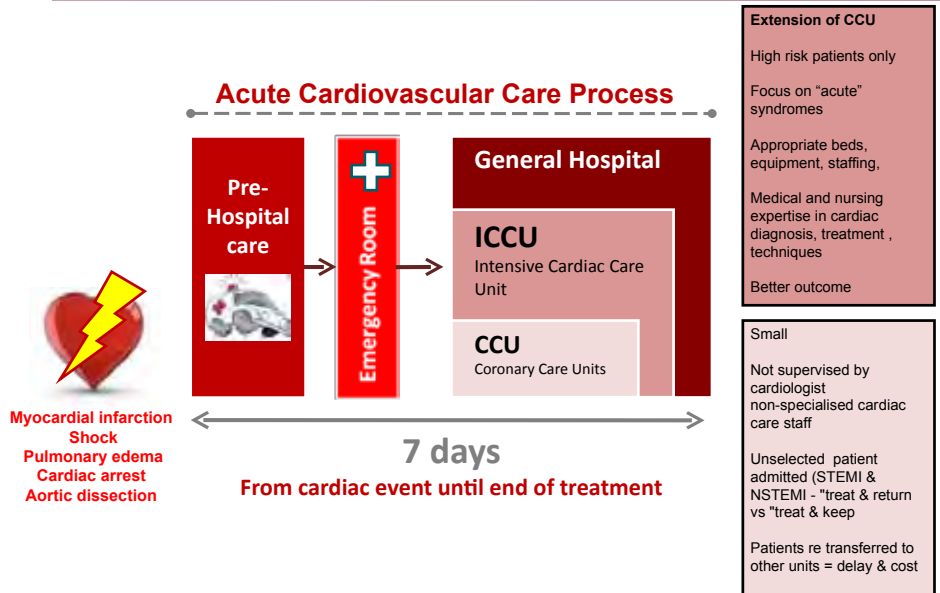 Acute Cardiovascular Care Process
Pre-
Hospital
care
Emergency Room
General Hospital
ICCU
Intensive Cardiac Care
Unit
CCU
Coronary Care Units
Myocardial infarction
Shock
Pulmonary edema
Cardiac arrest
Aortic dissection
7 days
From cardiac event until end of treatment
Extension of CCU
High risk patients only
Focus on “acute”
syndromes
Appropriate beds,
equipment, staffing,
Medical and nursing
expertise in cardiac
diagnosis, treatment ,
techniques
Better outcome
Small
Not supervised by
cardiologist
non-specialised cardiac
care staff
Unselected patient
admitted (STEMI &
NSTEMI - "treat & return
vs "treat & keep
Patients re transferred to
other units = delay & cost